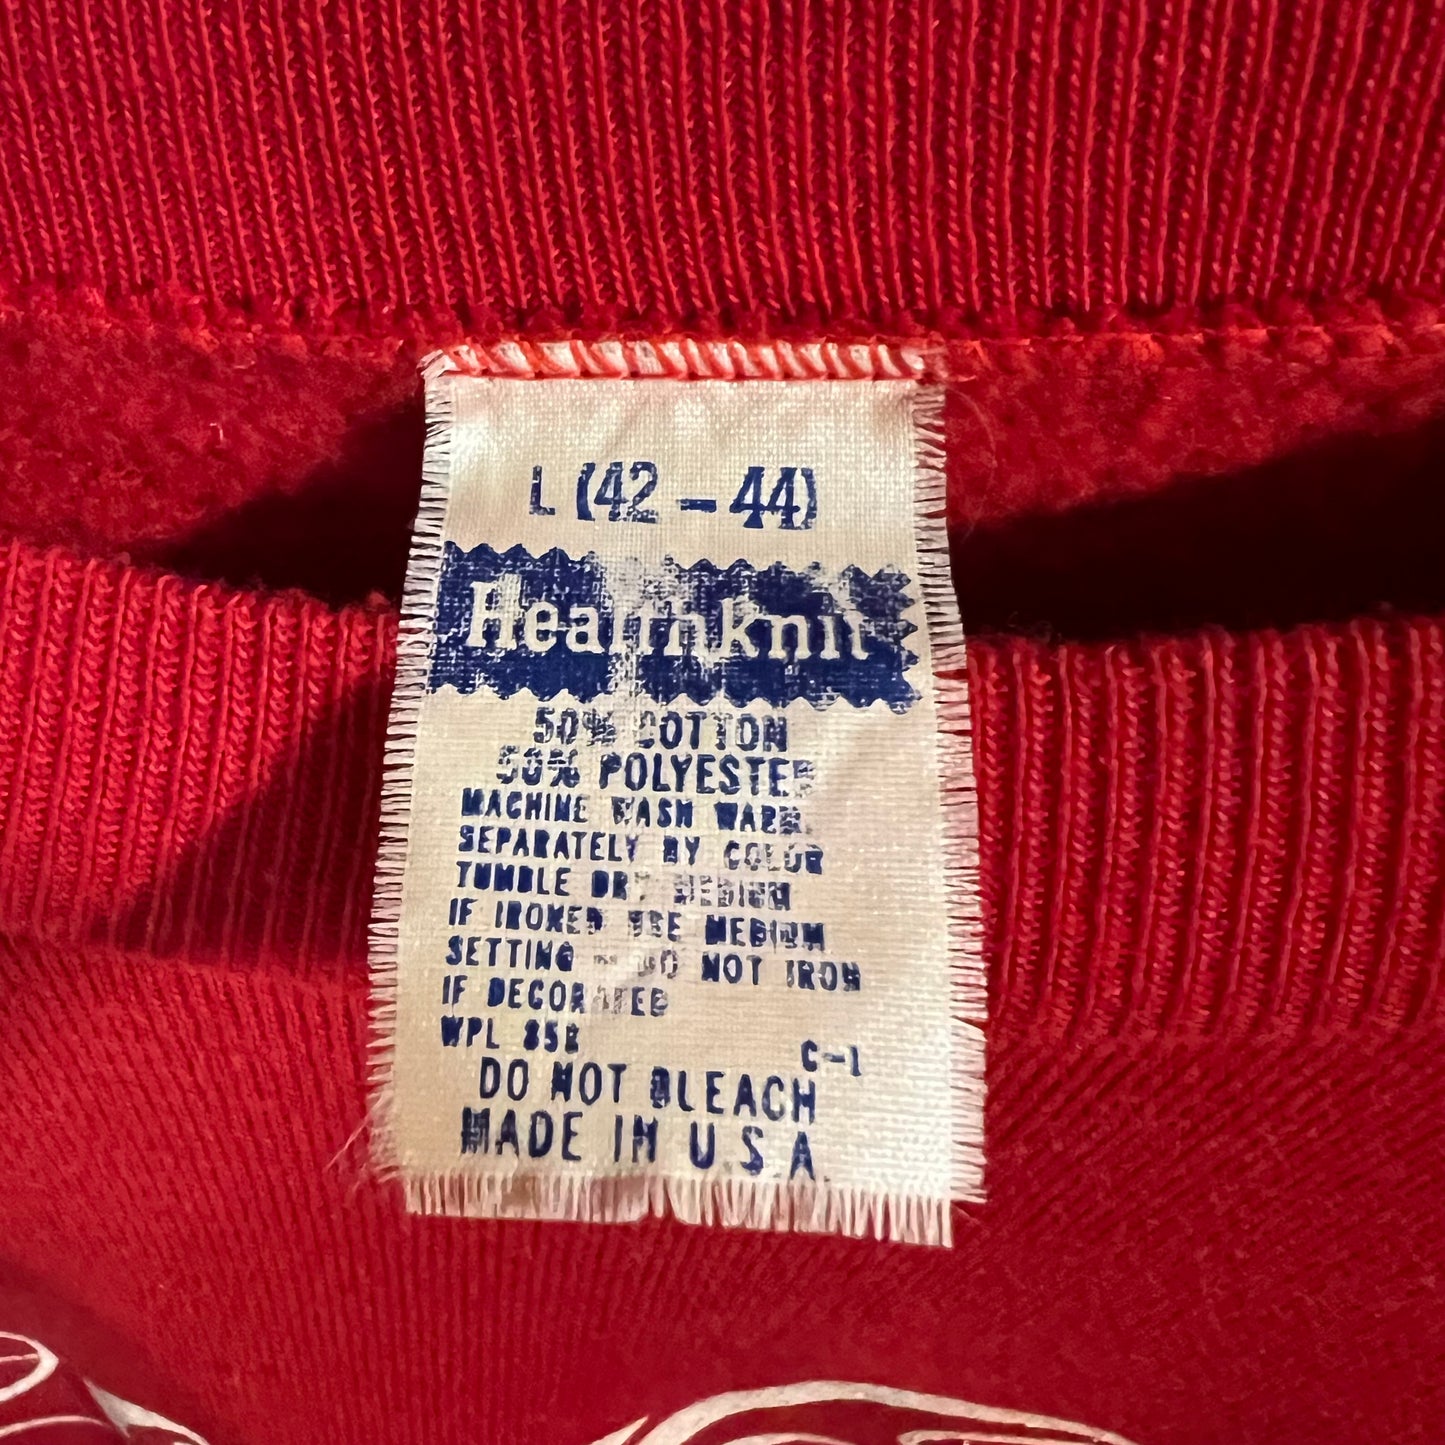 L (42-44)
Healthknit
50% COTTON
50% POLYESTER
MACHINE WASH WARM,
SEPARATELY BY COLOR
TUMBLE DRY MEDIUM
IF IRONED USE MEDIUM
SETTING - DO NOT IRON
IF DECORATED
WPL
C-1
DO NOT BLEACH
MADE IN U.S.A.